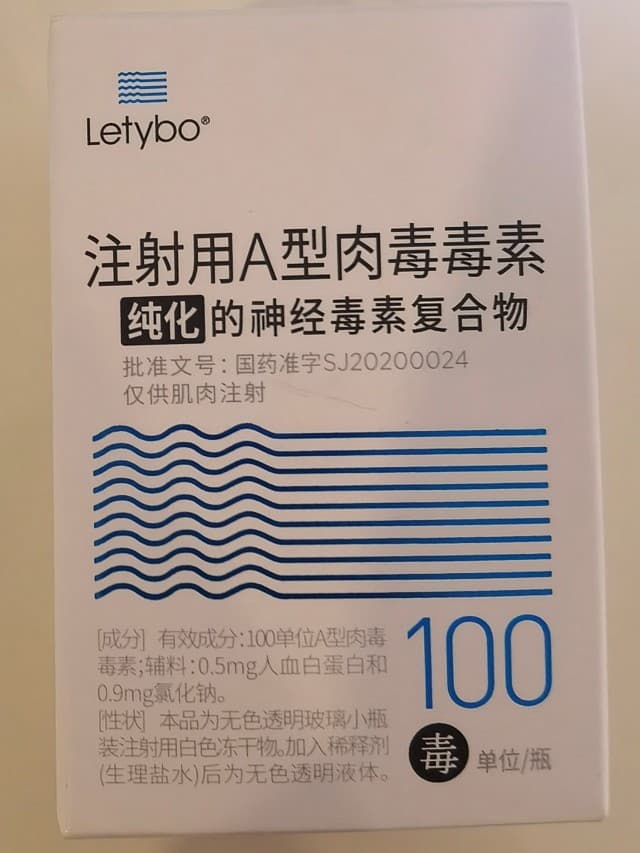 Letybo®
注射用A型肉毒毒素
纯化的神经毒素复合物
批准文号：国药准字SJ20200024
仅供肌肉注射
[成分] 有效成分：100单位A型肉毒
毒素；辅料：0.5mg人血白蛋白和
0.9mg氯化钠。
[性状] 本品为无色透明玻璃小瓶
装注射用白色冻干物。加入稀释剂
(生理盐水)后为无色透明液体。
100
毒 单位/瓶